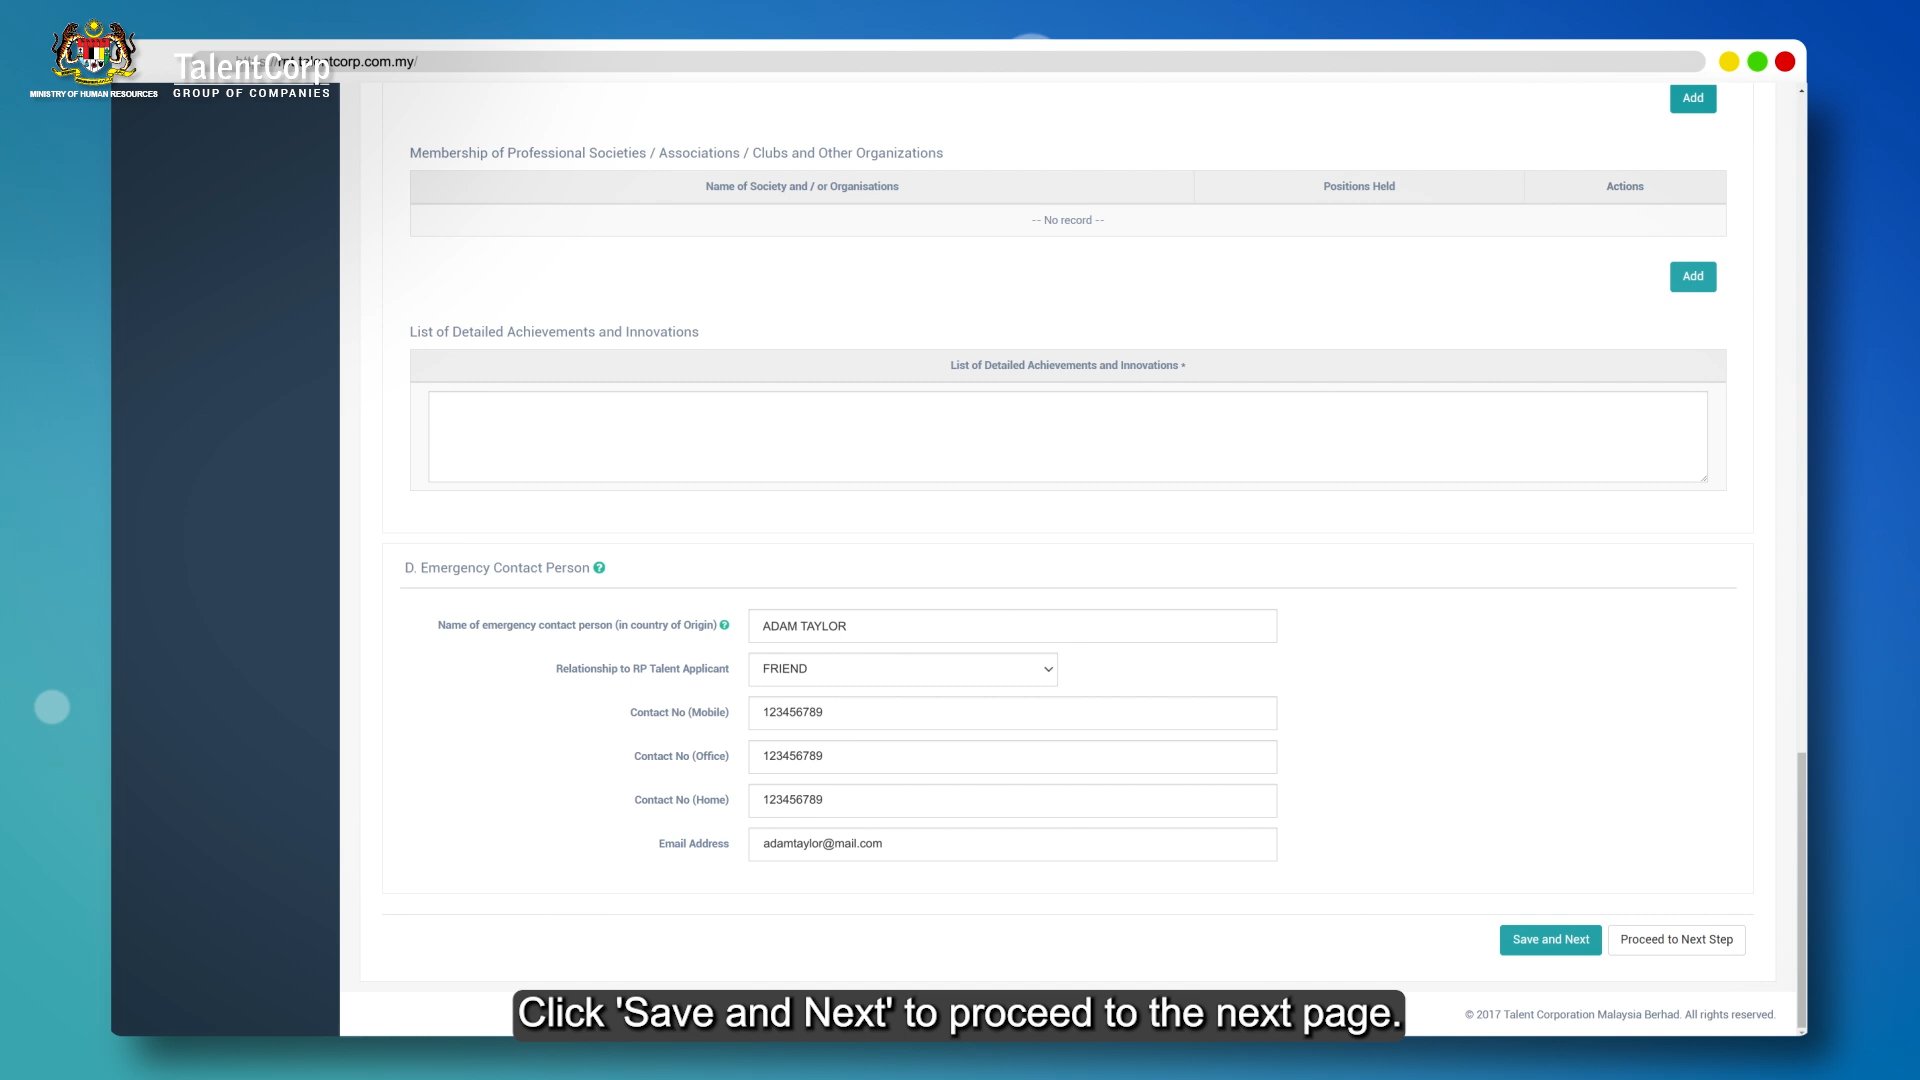 MINISTRY OF HUMAN RESOURCES
TalentCorp
GROUP OF COMPANIES
https://mt.talentcorp.com.my/
Add
Membership of Professional Societies / Associations / Clubs and Other Organizations
Name of Society and / or Organisations Positions Held Actions
-- No record --
Add
List of Detailed Achievements and Innovations
List of Detailed Achievements and Innovations *
D. Emergency Contact Person ?
Name of emergency contact person (in country of Origin) ? ADAM TAYLOR
Relationship to RP Talent Applicant FRIEND
Contact No (Mobile) 123456789
Contact No (Office) 123456789
Contact No (Home) 123456789
Email Address adamtaylor@mail.com
Save and Next Proceed to Next Step
Click 'Save and Next' to proceed to the next page.
© 2017 Talent Corporation Malaysia Berhad. All rights reserved.